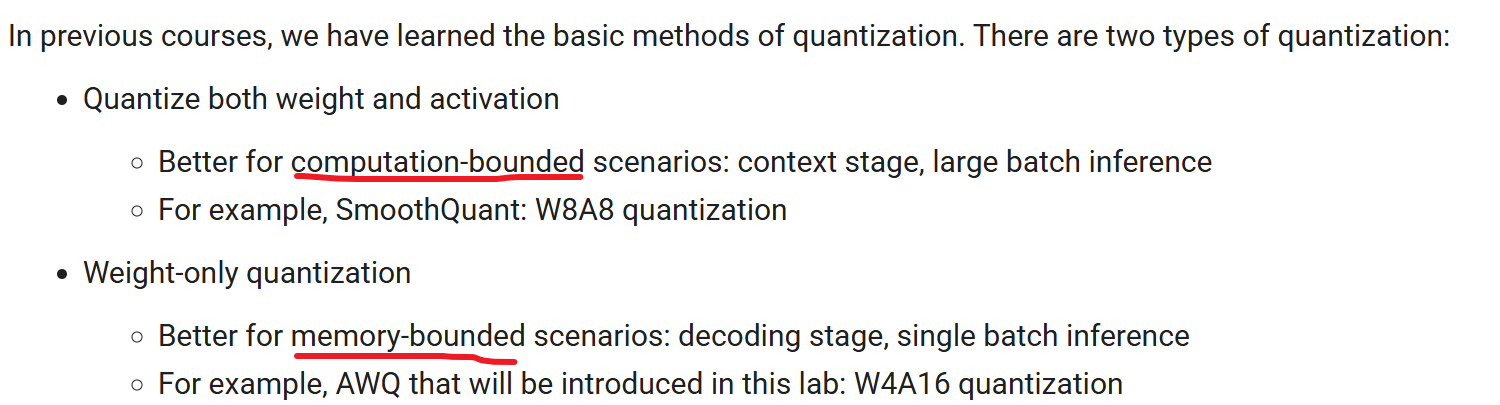 In previous courses, we have learned the basic methods of quantization. There are two types of quantization:
• Quantize both weight and activation
○ Better for computation-bounded scenarios: context stage, large batch inference
○ For example, SmoothQuant: W8A8 quantization
• Weight-only quantization
○ Better for memory-bounded scenarios: decoding stage, single batch inference
○ For example, AWQ that will be introduced in this lab: W4A16 quantization